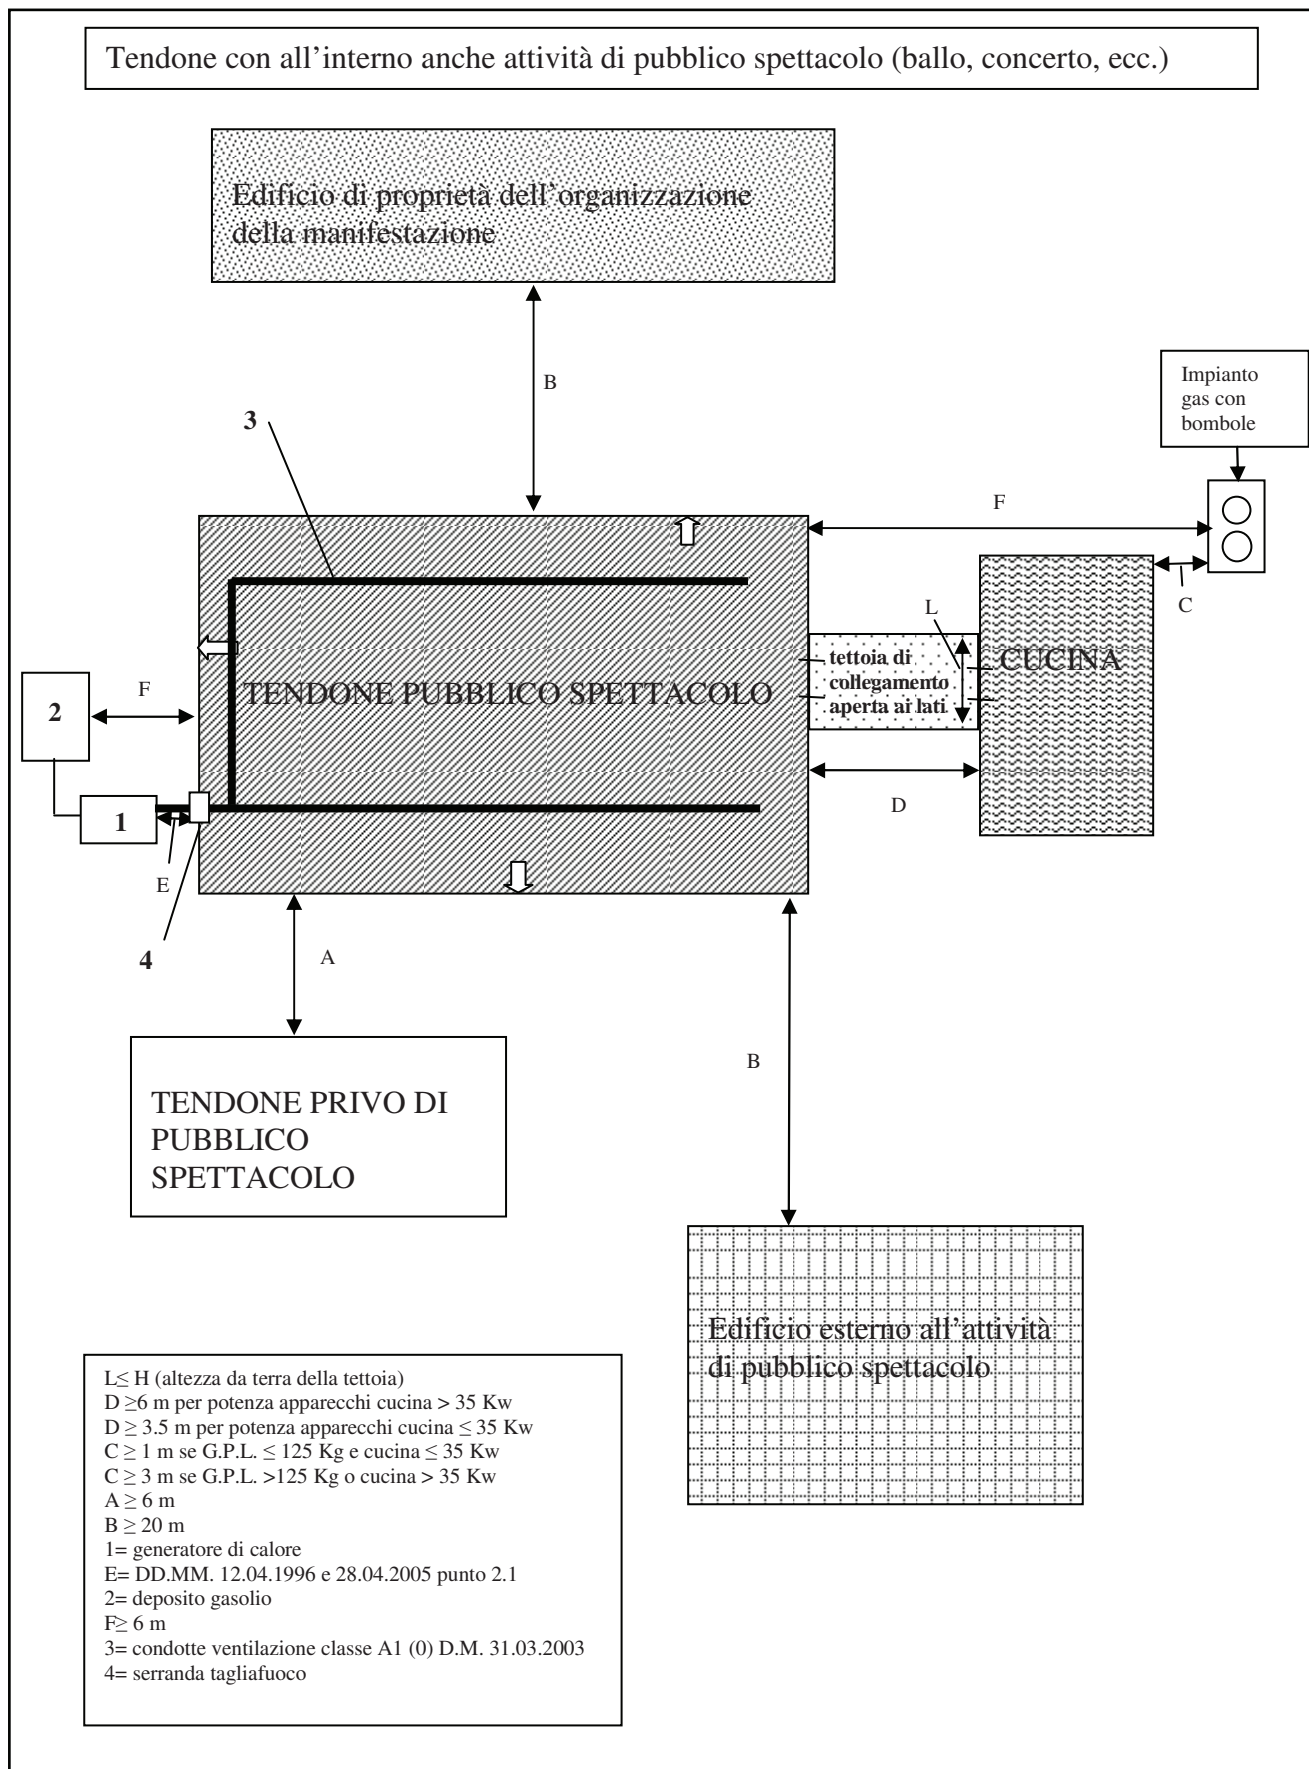 Tendone con all’interno anche attività di pubblico spettacolo (ballo, concerto, ecc.)
Edificio di proprietà dell’organizzazione
della manifestazione
B
Impianto
gas con
bombole
3
F
C
L
tettoia di
collegamento
aperta ai lati
CUCINA
TENDONE PUBBLICO SPETTACOLO
F
2
D
1
E
4
A
B
TENDONE PRIVO DI
PUBBLICO
SPETTACOLO
Edificio esterno all’attività
di pubblico spettacolo
L≤ H (altezza da terra della tettoia)
D ≥6 m per potenza apparecchi cucina > 35 Kw
D ≥ 3.5 m per potenza apparecchi cucina ≤ 35 Kw
C ≥ 1 m se G.P.L. ≤ 125 Kg e cucina ≤ 35 Kw
C ≥ 3 m se G.P.L. >125 Kg o cucina > 35 Kw
A ≥ 6 m
B ≥ 20 m
1= generatore di calore
E= DD.MM. 12.04.1996 e 28.04.2005 punto 2.1
2= deposito gasolio
F≥ 6 m
3= condotte ventilazione classe A1 (0) D.M. 31.03.2003
4= serranda tagliafuoco